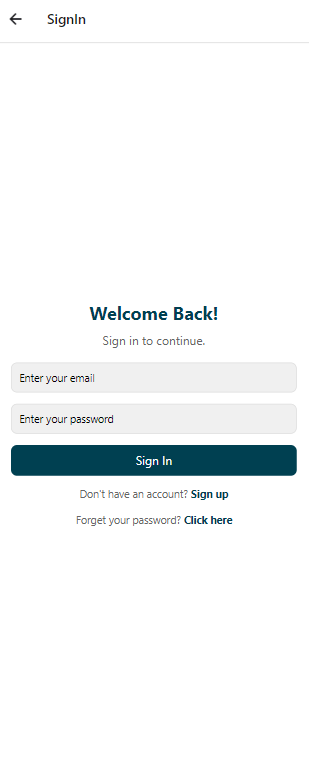 SignIn
Welcome Back!
Sign in to continue.
Enter your email
Enter your password
Sign In
Don't have an account? Sign up
Forget your password? Click here